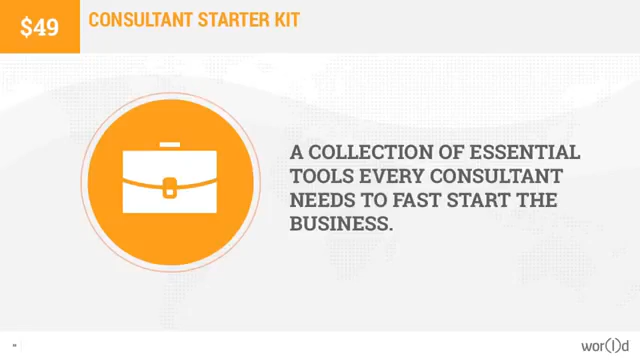 $49
CONSULTANT STARTER KIT
A COLLECTION OF ESSENTIAL
TOOLS EVERY CONSULTANT
NEEDS TO FAST START THE
BUSINESS.
wor(l)d